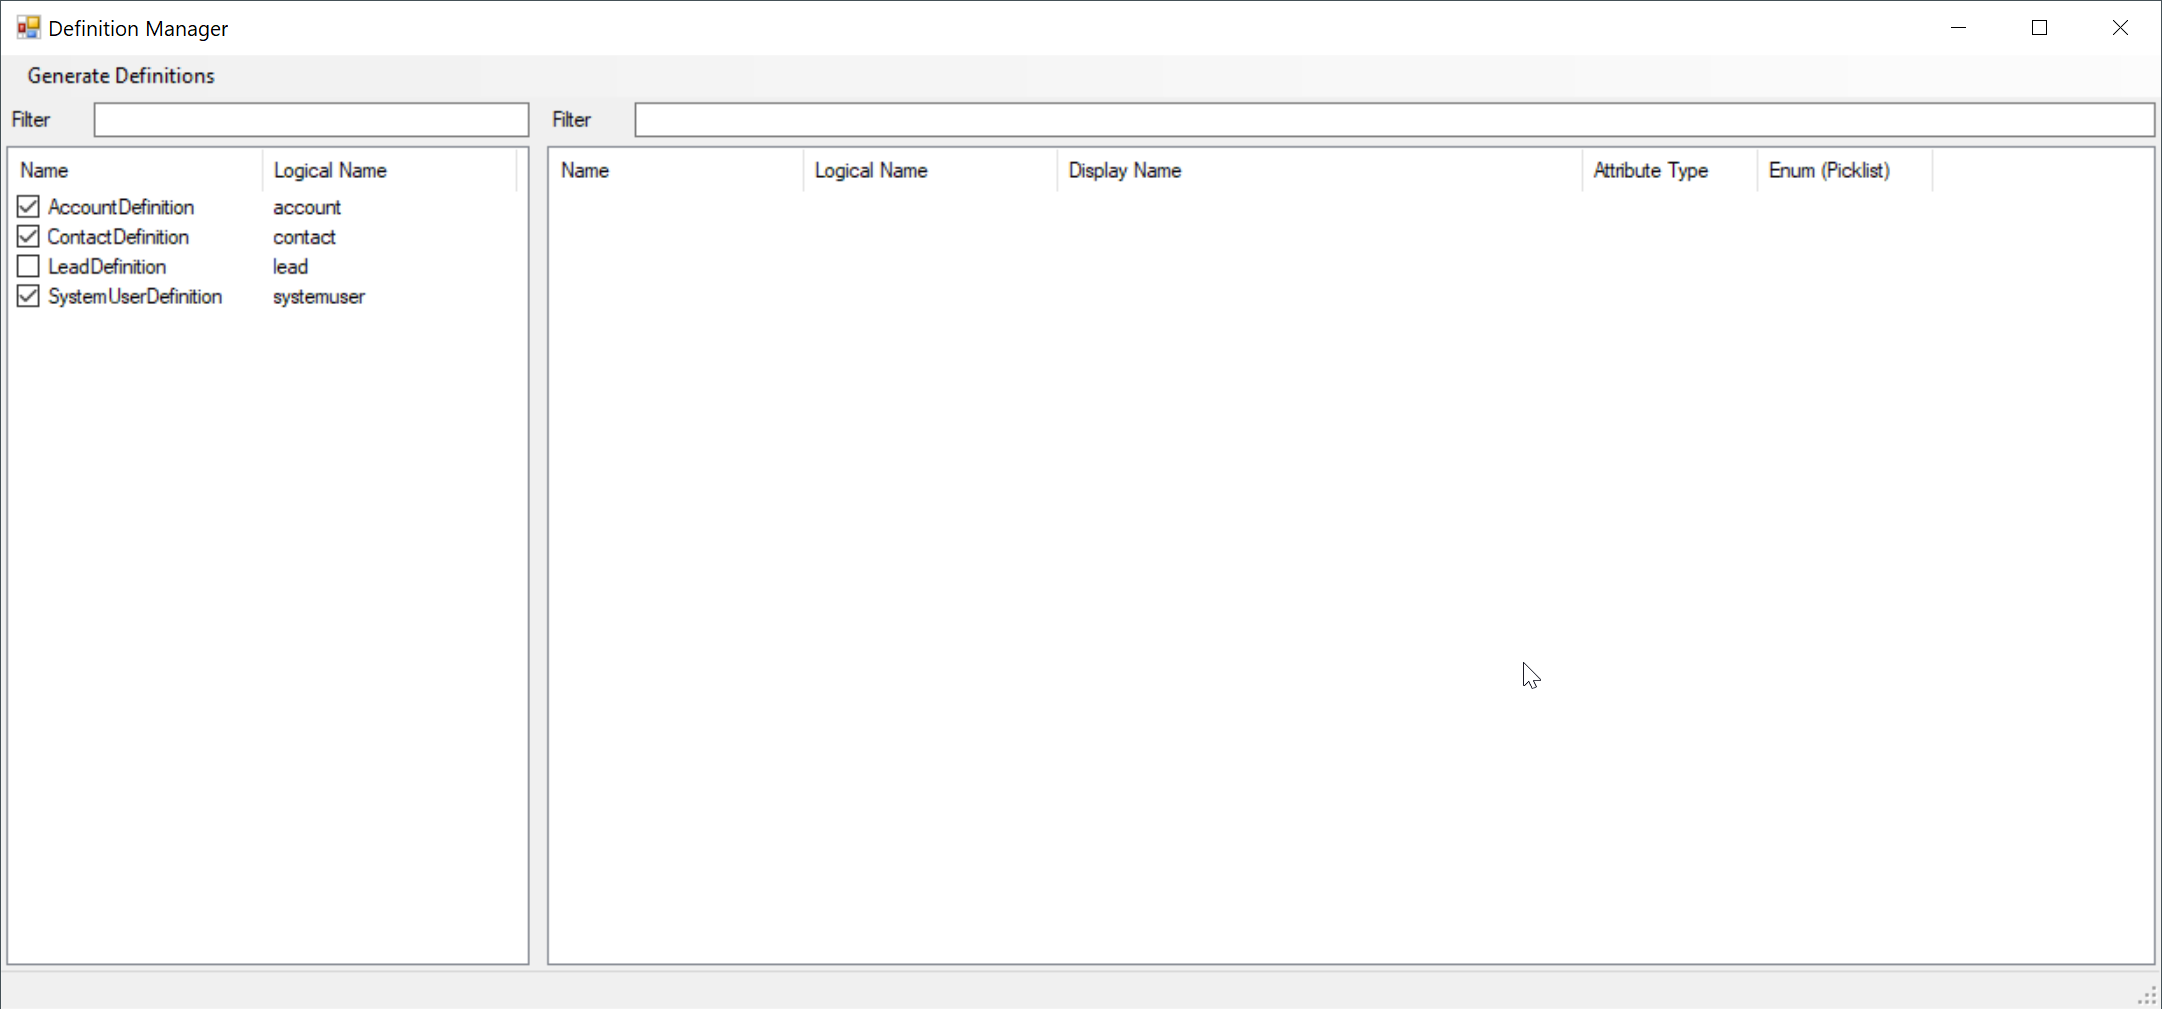 Definition Manager
Generate Definitions
Filter
Filter
Name Logical Name
AccountDefinition account
ContactDefinition contact
LeadDefinition lead
SystemUserDefinition systemuser
Name Logical Name Display Name Attribute Type Enum (Picklist)